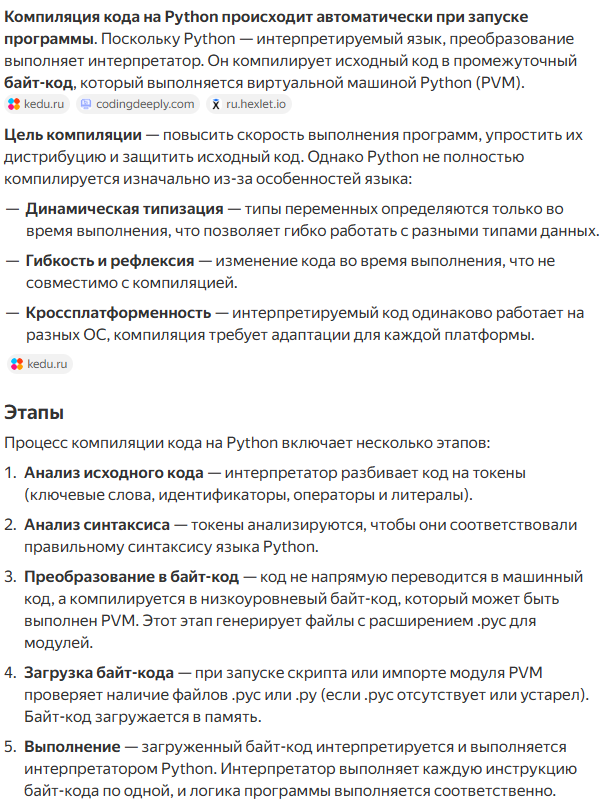 Компиляция кода на Python происходит автоматически при запуске
программы. Поскольку Python — интерпретируемый язык, преобразование
выполняет интерпретатор. Он компилирует исходный код в промежуточный
байт-код, который выполняется виртуальной машиной Python (PVM).
kedu.ru codingdeeply.com ru.hexlet.io
Цель компиляции — повысить скорость выполнения программ, упростить их
дистрибуцию и защитить исходный код. Однако Python не полностью
компилируется изначально из-за особенностей языка:
— Динамическая типизация — типы переменных определяются только во
время выполнения, что позволяет гибко работать с разными типами данных.
— Гибкость и рефлексия — изменение кода во время выполнения, что не
совместимо с компиляцией.
— Кроссплатформенность — интерпретируемый код одинаково работает на
разных ОС, компиляция требует адаптации для каждой платформы.
kedu.ru
Этапы
Процесс компиляции кода на Python включает несколько этапов:
1. Анализ исходного кода — интерпретатор разбивает код на токены
(ключевые слова, идентификаторы, операторы и литералы).
2. Анализ синтаксиса — токены анализируются, чтобы они соответствовали
правильному синтаксису языка Python.
3. Преобразование в байт-код — код не напрямую переводится в машинный
код, а компилируется в низкоуровневый байт-код, который может быть
выполнен PVM. Этот этап генерирует файлы с расширением .pyc для
модулей.
4. Загрузка байт-кода — при запуске скрипта или импорте модуля PVM
проверяет наличие файлов .pyc или .py (если .pyc отсутствует или устарел).
Байт-код загружается в память.
5. Выполнение — загруженный байт-код интерпретируется и выполняется
интерпретатором Python. Интерпретатор выполняет каждую инструкцию
байт-кода по одной, и логика программы выполняется соответственно.